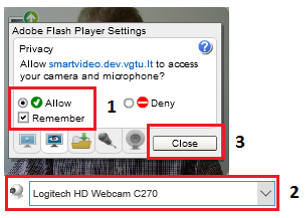 Adobe Flash Player Settings
Privacy
Allow smartvideo.dev.vgtu.lt to access
your camera and microphone?
Allow 1 Deny
Remember
Close 3
Logitech HD Webcam C270 2